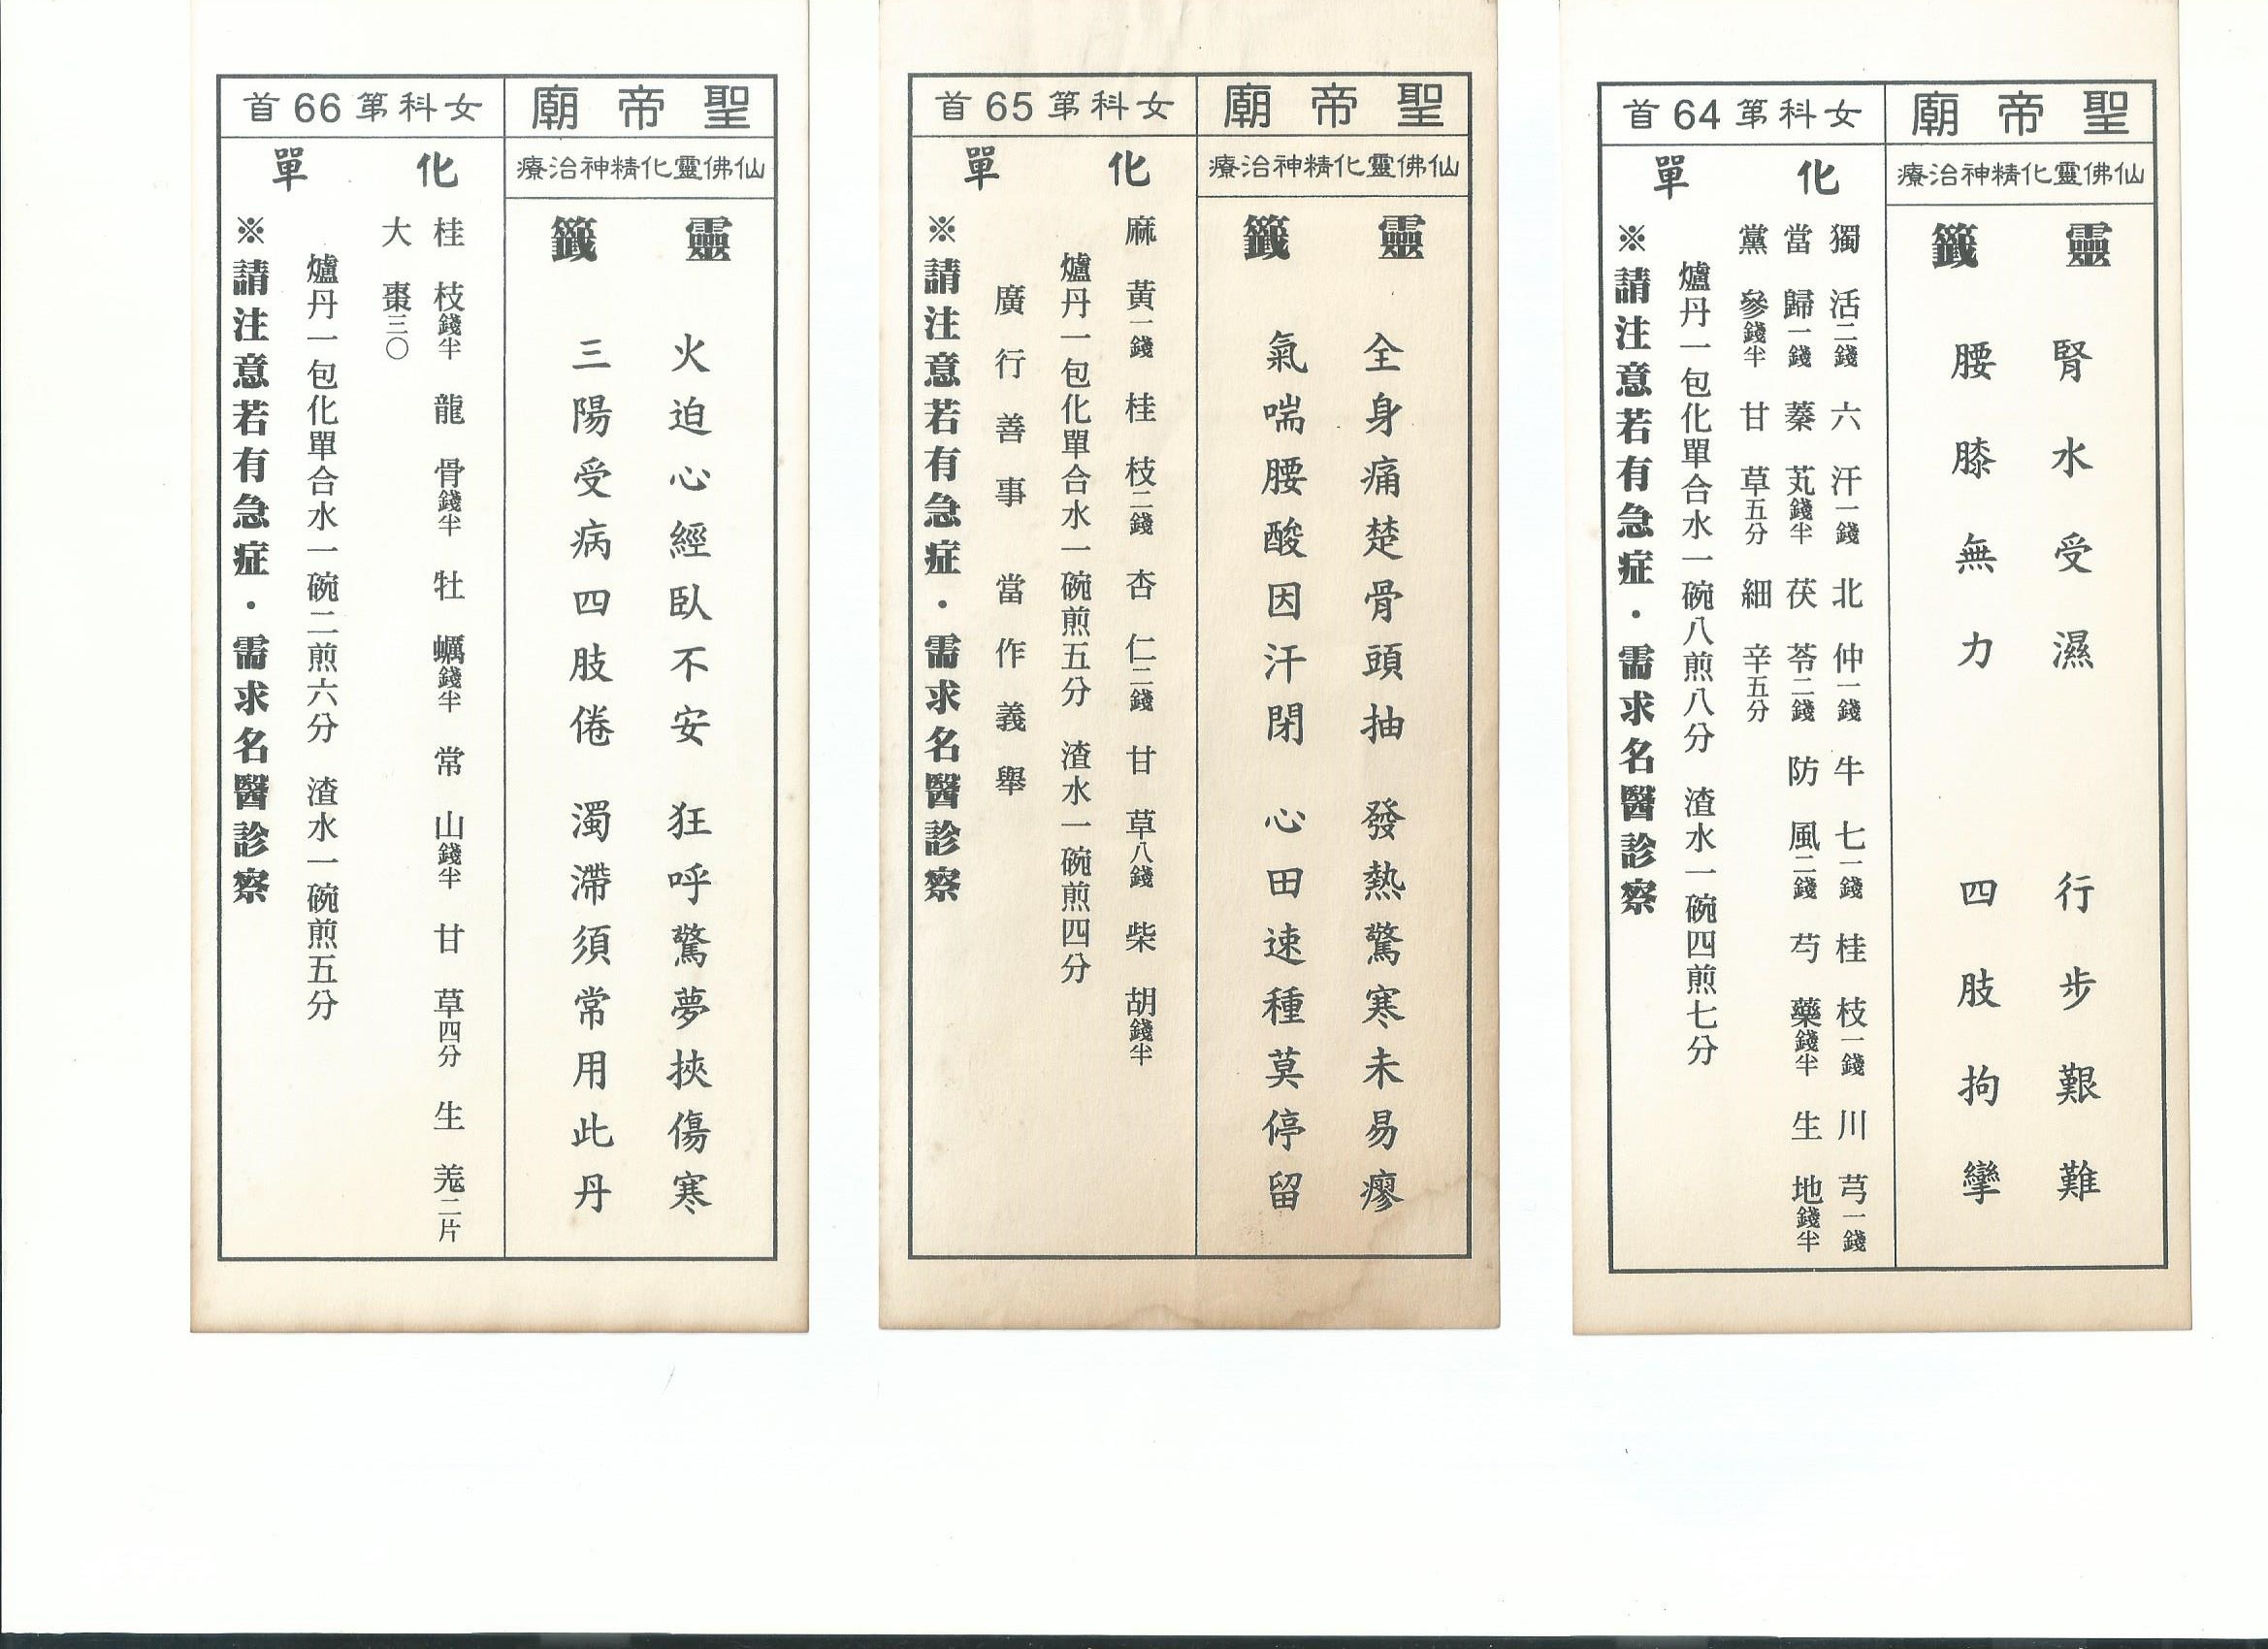 聖帝廟
女科第64首
仙佛靈化精神治療
靈籤
腎水受濕　行步艱難
腰膝無力　四肢拘攣
化單
獨活二錢　六汗一錢　北仲一錢　牛七一錢　桂枝一錢　川芎一錢
當歸一錢　蓁芄錢半　茯苓二錢　防風二錢　芍藥錢半　生地錢半
黨參錢半　甘草五分　細辛五分
爐丹一包化單合水一碗八煎八分　渣水一碗四煎七分
※請注意若有急症．需求名醫診察
聖帝廟
女科第65首
仙佛靈化精神治療
靈籤
全身痛楚骨頭抽　發熱驚寒未易瘳
氣喘腰酸因汗閉　心田速種莫停留
化單
麻黃一錢　桂枝二錢　杏仁二錢　甘草八錢　柴胡錢半
爐丹一包化單合水一碗煎五分　渣水一碗煎四分
廣行善事　當作義舉
※請注意若有急症．需求名醫診察
聖帝廟
女科第66首
仙佛靈化精神治療
靈籤
火迫心經臥不安　狂呼驚夢挾傷寒
三陽受病四肢倦　濁滯須常用此丹
化單
桂枝錢半　龍骨錢半　牡蠣錢半　常山錢半　甘草四分　生羌二片
大棗三〇
爐丹一包化單合水一碗二煎六分　渣水一碗煎五分
※請注意若有急症．需求名醫診察